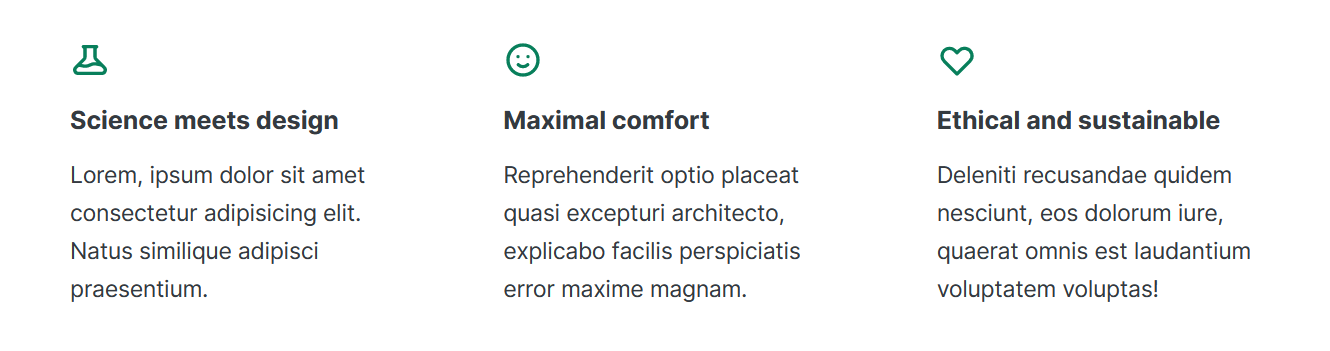 Science meets design
Lorem, ipsum dolor sit amet
consectetur adipisicing elit.
Natus similique adipisci
praesentium.
Maximal comfort
Reprehenderit optio placeat
quasi excepturi architecto,
explicabo facilis perspiciatis
error maxime magnam.
Ethical and sustainable
Deleniti recusandae quidem
nesciunt, eos dolorum iure,
quaerat omnis est laudantium
voluptatem voluptas!